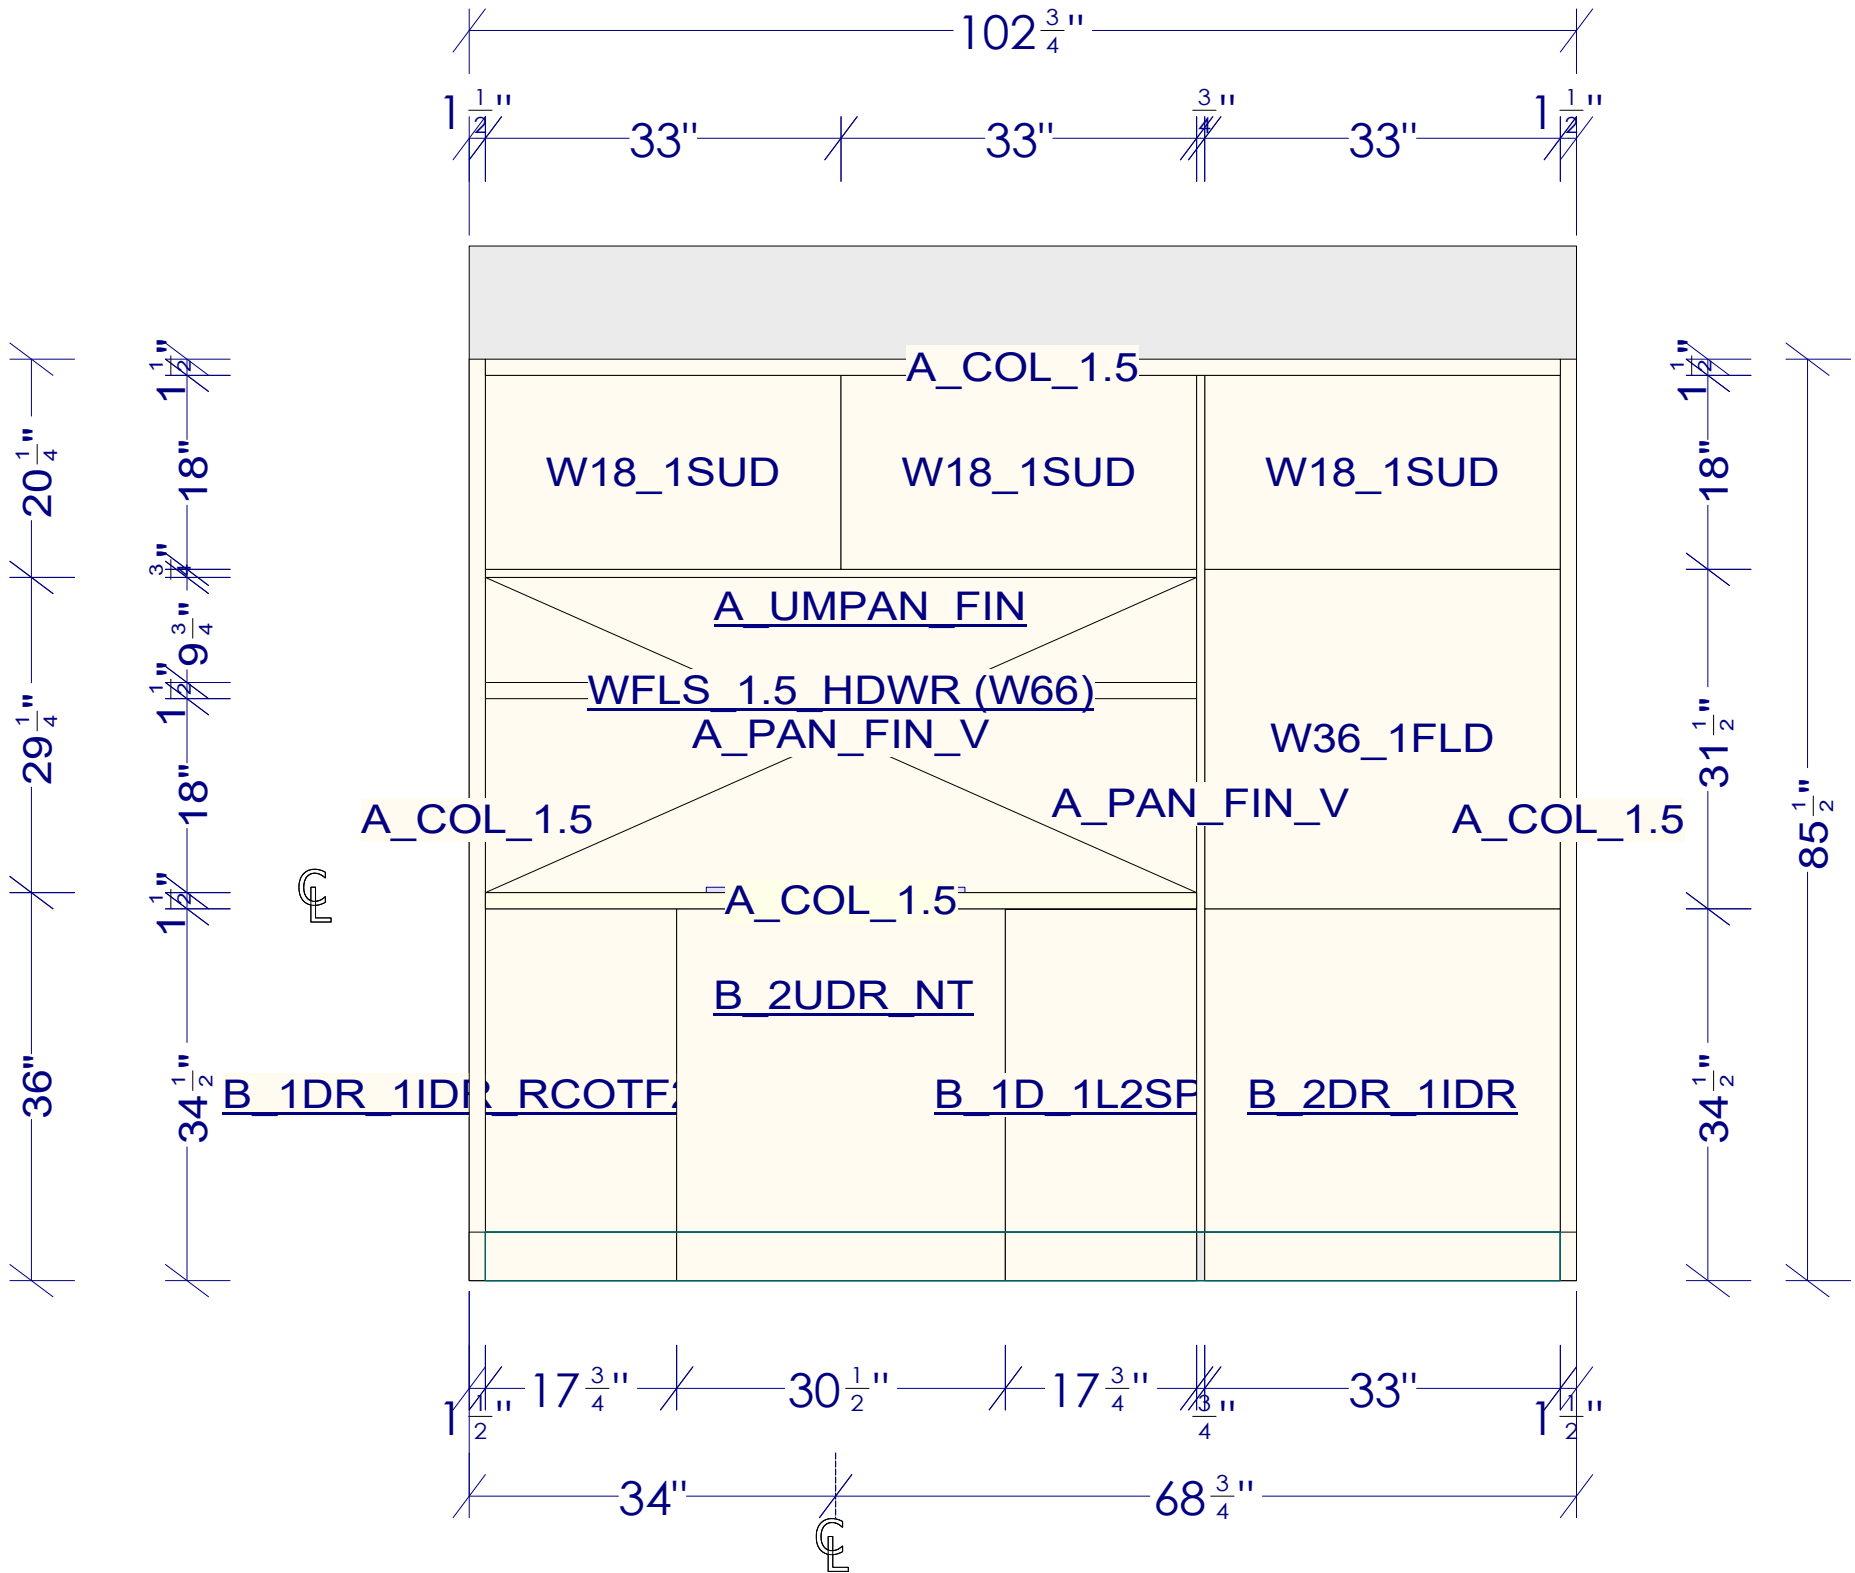 102 3/4"
1 1/2" 33" 33" 3/4" 33" 1 1/2"
A_COL_1.5
W18_1SUD W18_1SUD W18_1SUD
A_UMPAN_FIN
WFLS_1.5_HDWR (W66)
A_PAN_FIN_V
W36_1FLD
A_PAN_FIN_V
A_COL_1.5
A_COL_1.5
A_COL_1.5
B_2UDR_NT
B_1DR_1IDR_RCOTF
B_1D_1L2SP
B_2DR_1IDR
20 1/4"
29 1/4"
36"
1 1/2"
18"
3/4"
9 3/4"
1 1/2"
18"
1 1/2"
34 1/2"
1 1/2"
18"
31 1/2"
34 1/2"
85 1/2"
CL
1 1/2" 17 3/4" 30 1/2" 17 3/4" 3/4" 33" 1 1/2"
34" 68 3/4"
CL